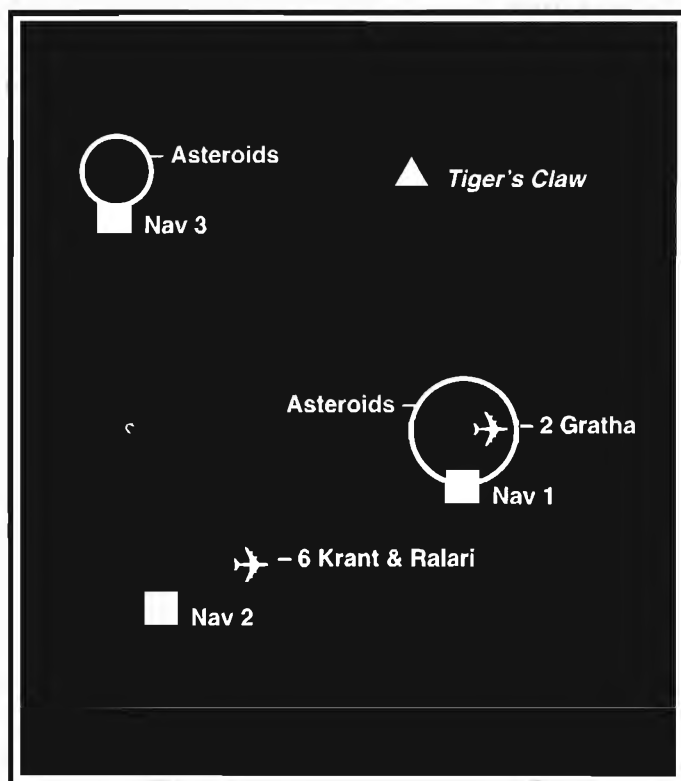 Asteroids
Tiger's Claw
Nav 3
Asteroids
2 Gratha
Nav 1
6 Krant & Ralari
Nav 2